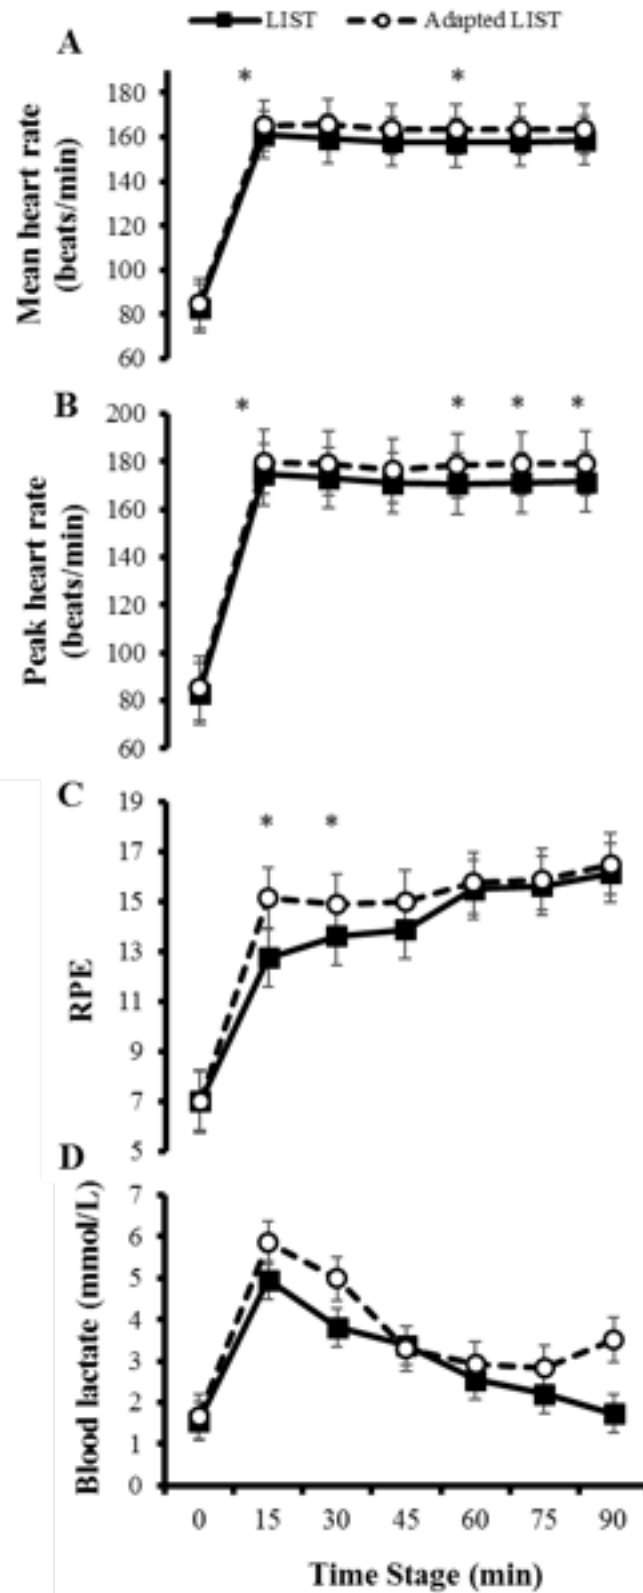 LIST Adapted LIST
A
* *
180
160
140
120
100
80
60
Mean heart rate
(beats/min)
B
* * * *
200
180
160
140
120
100
80
60
Peak heart rate
(beats/min)
C
* *
19
17
15
13
11
9
7
5
RPE
D
7
6
5
4
3
2
1
0
Blood lactate (mmol/L)
0 15 30 45 60 75 90
Time Stage (min)